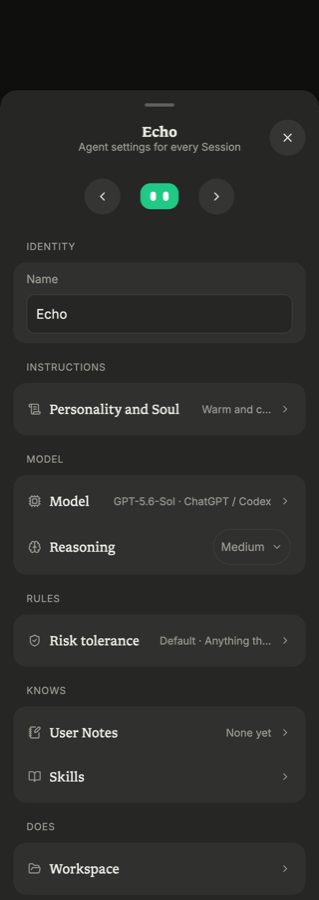 Echo
Agent settings for every Session
IDENTITY
Name
Echo
INSTRUCTIONS
Personality and Soul Warm and c...
MODEL
Model GPT-5.6-Sol · ChatGPT / Codex
Reasoning Medium
RULES
Risk tolerance Default · Anything th...
KNOWS
User Notes None yet
Skills
DOES
Workspace